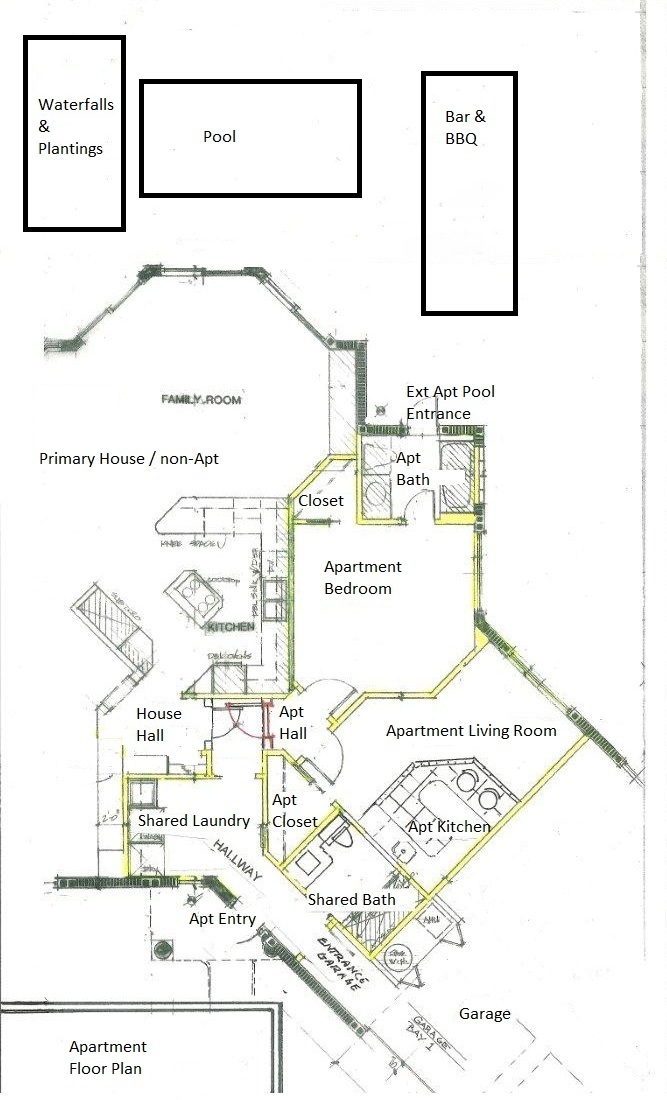 Waterfalls
&
Plantings
Pool
Bar &
BBQ
FAMILY ROOM
Ext Apt Pool
Entrance
Primary House / non-Apt
Apt
Bath
Closet
KNEE SPACE
Apartment
Bedroom
KITCHEN
House
Hall
Apt
Hall
Apartment Living Room
Apt
Closet
Shared Laundry
Apt Kitchen
HALLWAY
Shared Bath
Apt Entry
ENTRANCE
GARAGE
Garage
GARAGE
BAY 1
Apartment
Floor Plan